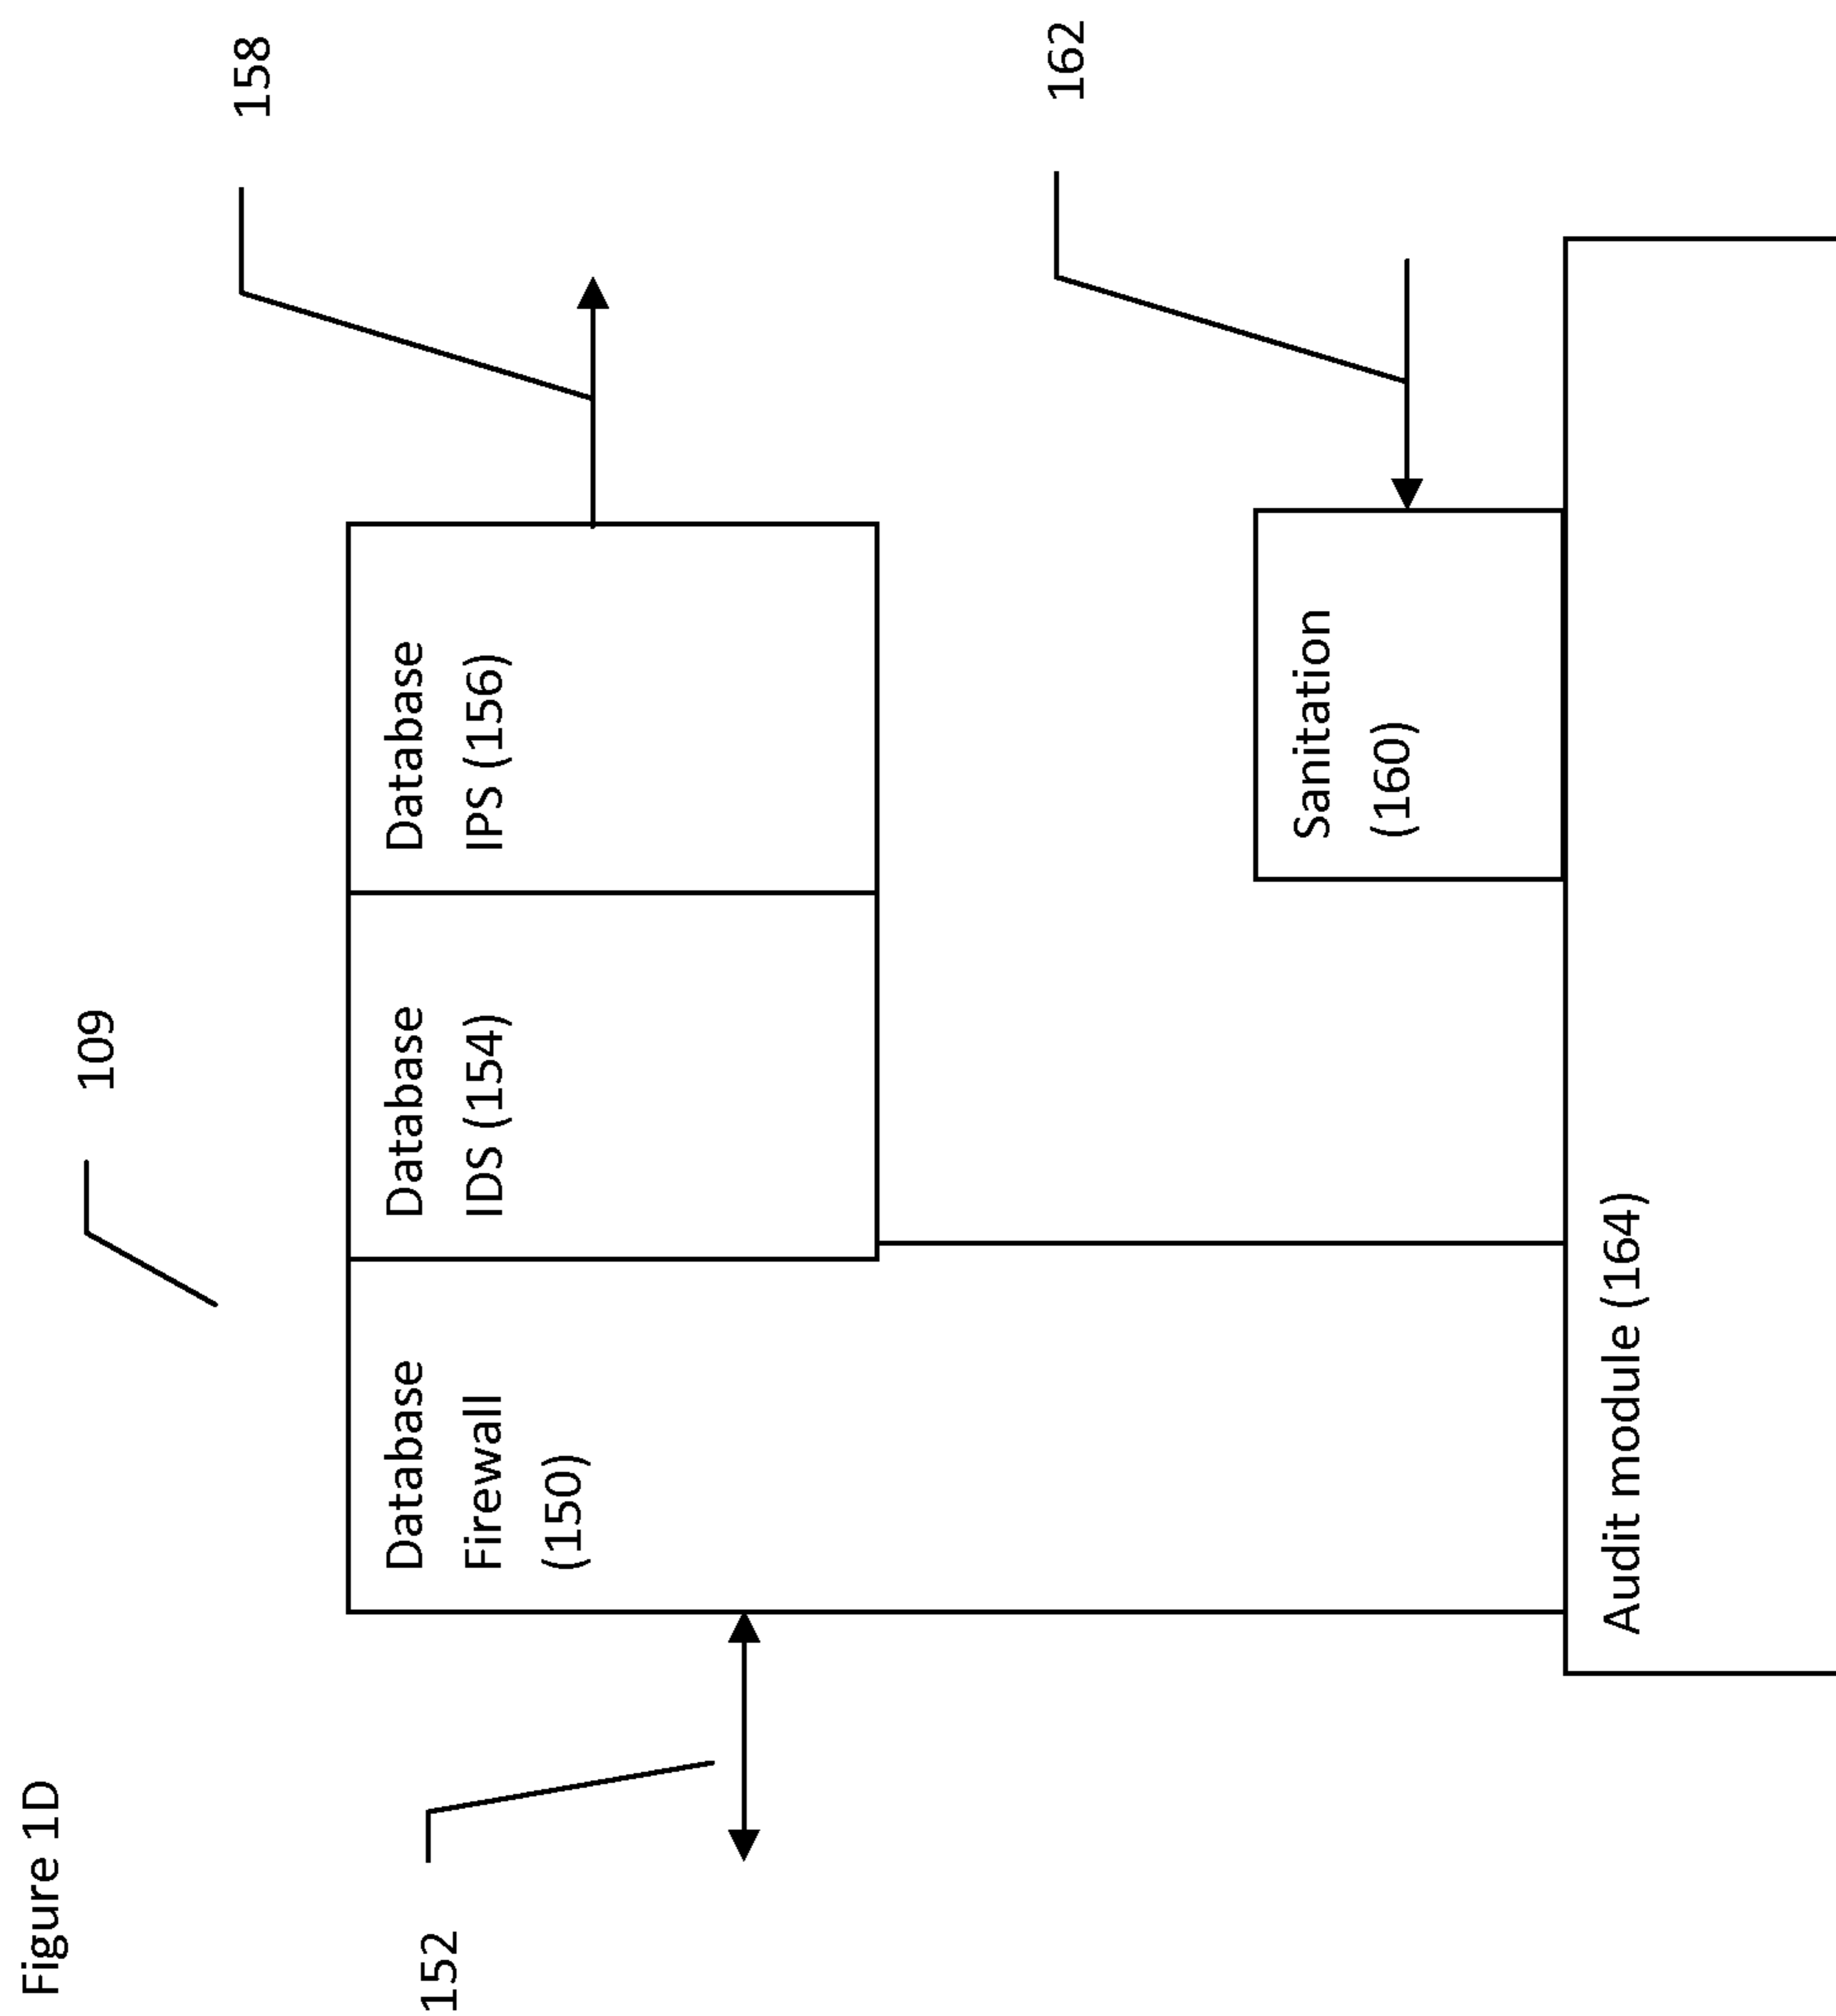 Figure 1D
109
158
152
Database
Firewall
(150)
Database
IDS (154)
Database
IPS (156)
162
Sanitation
(160)
Audit module (164)